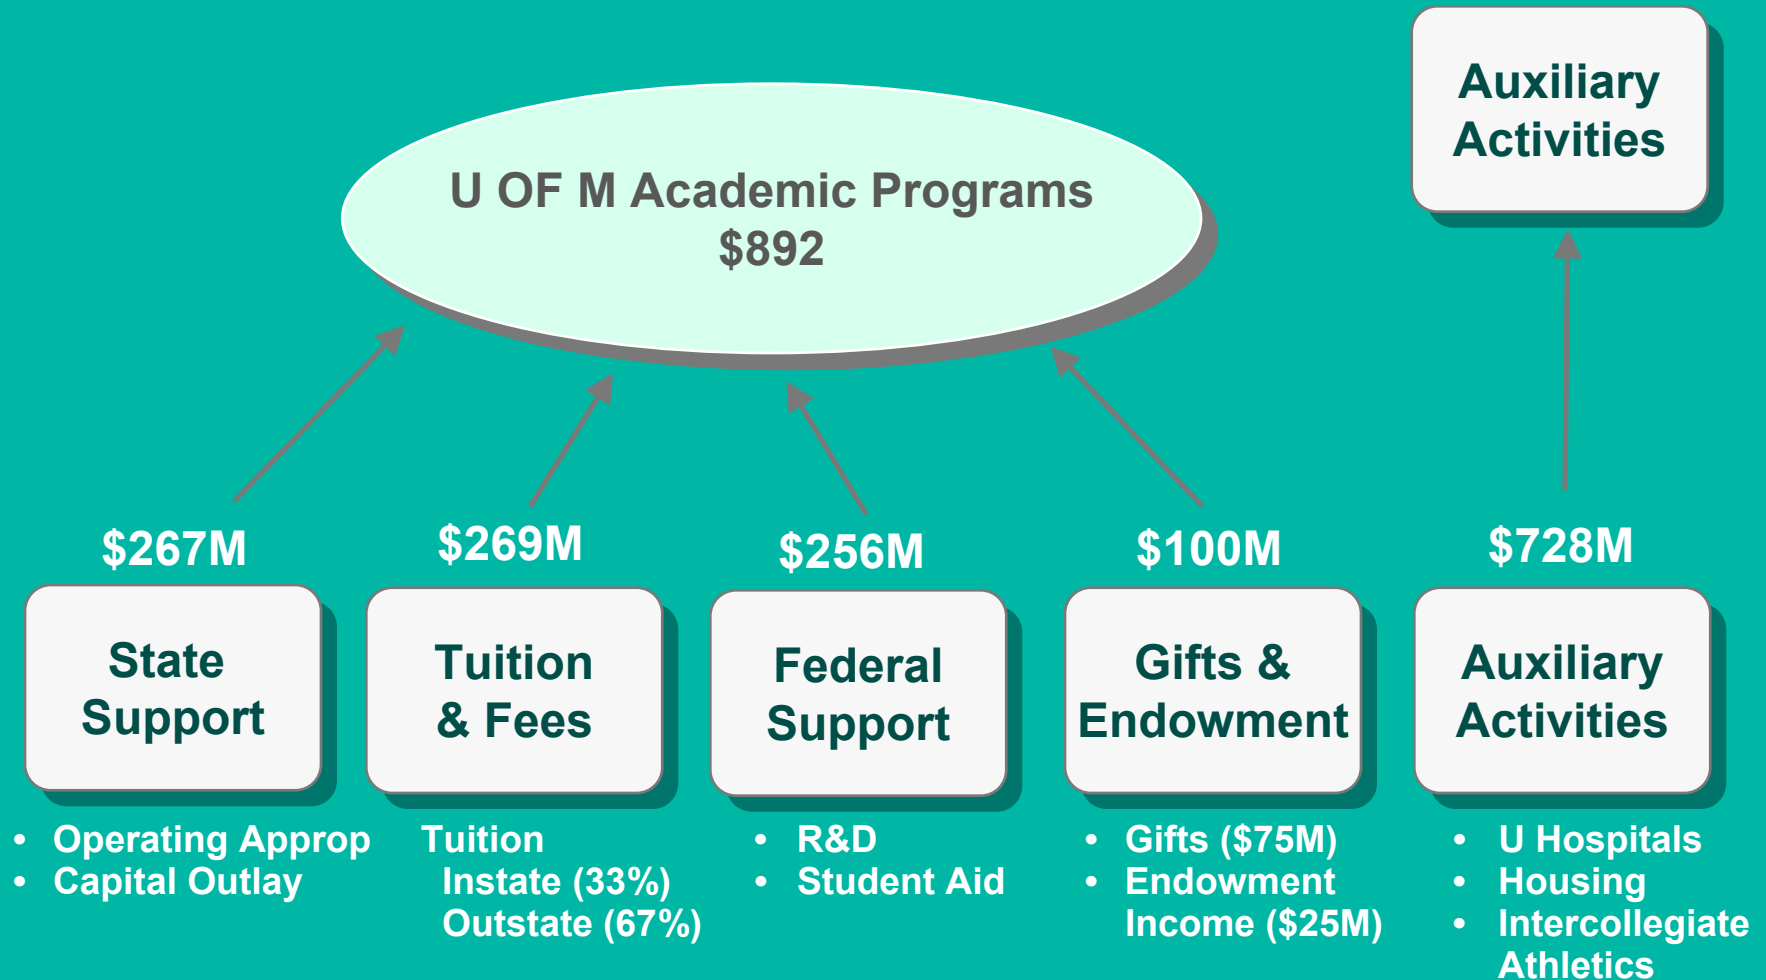 Auxiliary
Activities
U OF M Academic Programs
$892
$267M
$269M
$256M
$100M
$728M
State
Support
Tuition
& Fees
Federal
Support
Gifts &
Endowment
Auxiliary
Activities
• Operating Approp
• Capital Outlay
Tuition
Instate (33%)
Outstate (67%)
• R&D
• Student Aid
• Gifts ($75M)
• Endowment
Income ($25M)
• U Hospitals
• Housing
• Intercollegiate
Athletics